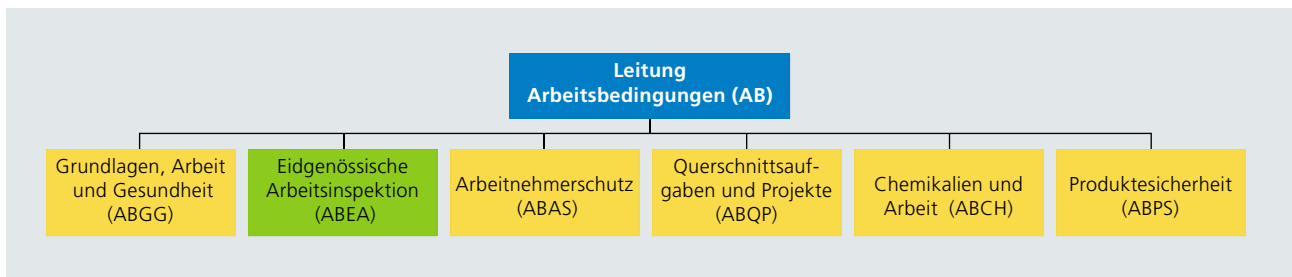 Leitung
Arbeitsbedingungen (AB)
Grundlagen, Arbeit
und Gesundheit
(ABGG)
Eidgenössische
Arbeitsinspektion
(ABEA)
Arbeitnehmerschutz
(ABAS)
Querschnittsauf-
gaben und Projekte
(ABQP)
Chemikalien und
Arbeit (ABCH)
Produktesicherheit
(ABPS)